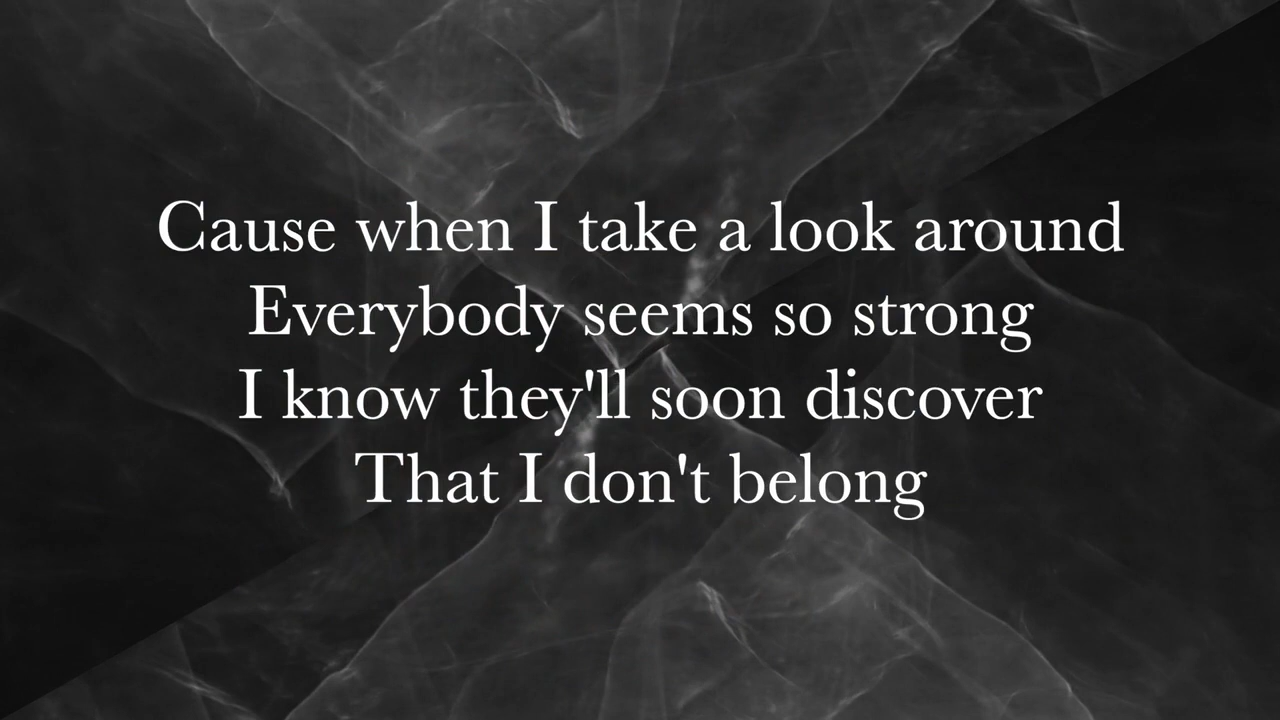 Cause when I take a look around
Everybody seems so strong
I know they'll soon discover
That I don't belong